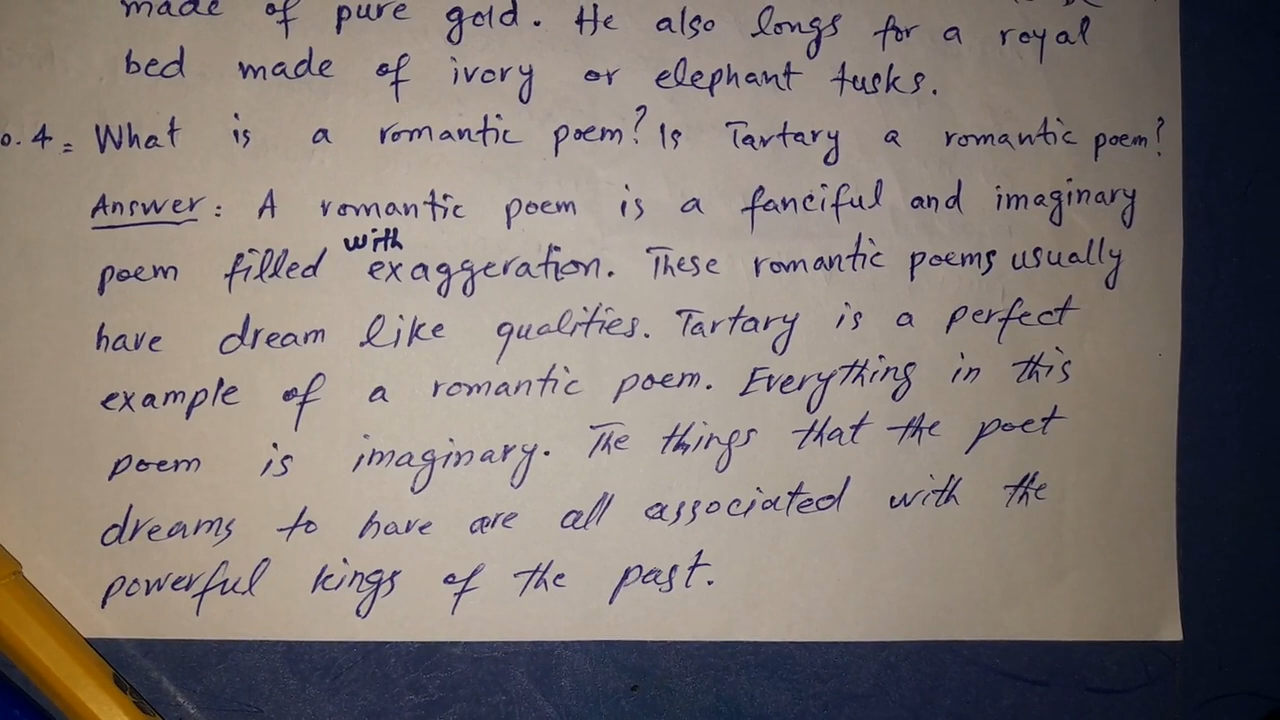 made of pure gold. He also longs for a royal
bed made of ivory or elephant tusks.
0.4= What is a romantic poem? Is Tartary a romantic poem?
Answer: A romantic poem is a fanciful and imaginary
poem filled with exaggeration. These romantic poems usually
have dream like qualities. Tartary is a perfect
example of a romantic poem. Everything in this
poem is imaginary. The things that the poet
dreams to have are all associated with the
powerful kings of the past.